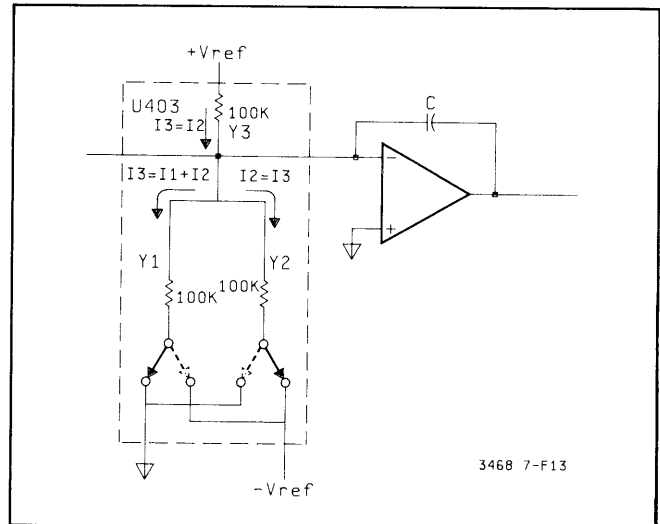 +Vref
U403
100K
I3=I2
Y3
C
I3=I1+I2
I2=I3
−
+
Y1
Y2
100K
100K
3468 7-F13
-Vref